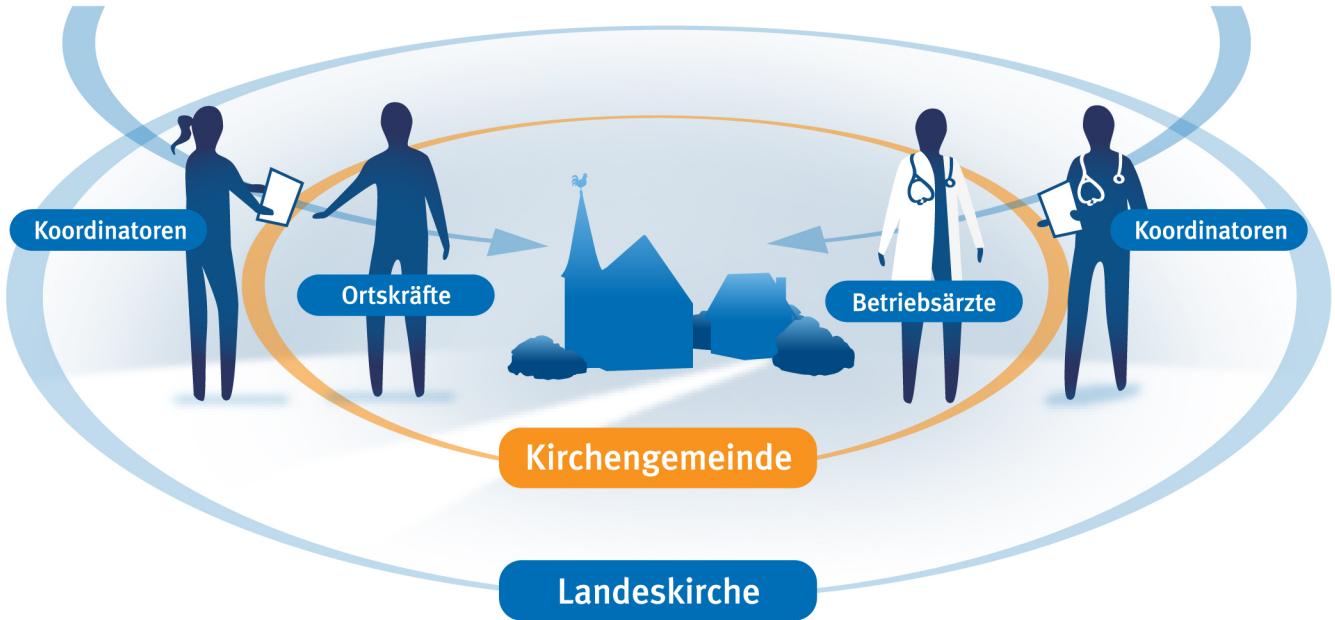 Koordinatoren
Ortskräfte
Betriebsärzte
Koordinatoren
Kirchengemeinde
Landeskirche